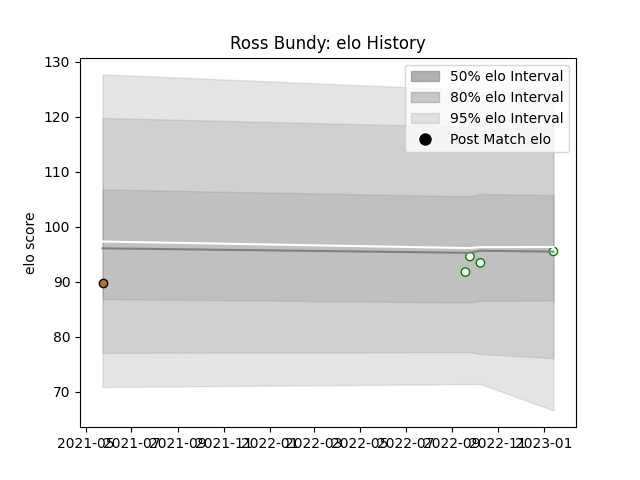 Ross Bundy: elo History
130
120
110
100
90
80
70
elo score
50% elo Interval
80% elo Interval
95% elo Interval
Post Match elo
2021-05 2021-07 2021-09 2021-11 2022-01 2022-03 2022-05 2022-07 2022-09 2022-11 2023-01